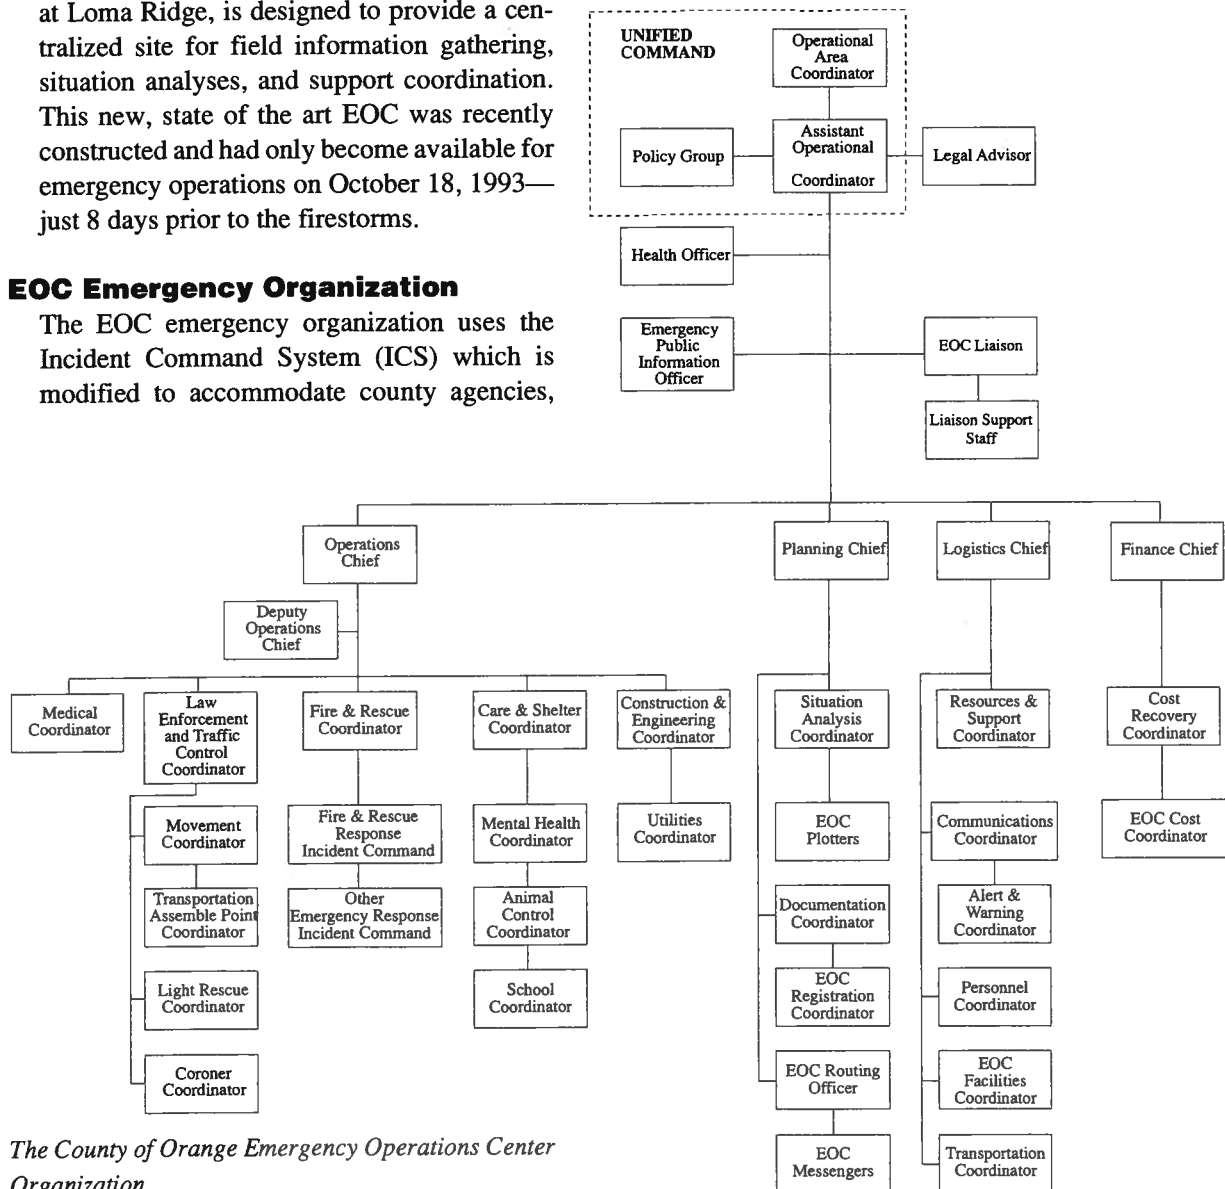 at Loma Ridge, is designed to provide a cen-
tralized site for field information gathering,
situation analyses, and support coordination.
This new, state of the art EOC was recently
constructed and had only become available for
emergency operations on October 18, 1993—
just 8 days prior to the firestorms.
EOC Emergency Organization
The EOC emergency organization uses the
Incident Command System (ICS) which is
modified to accommodate county agencies,
UNIFIED
COMMAND
Operational
Area
Coordinator
Policy Group
Assistant
Operational
Coordinator
Legal Advisor
Health Officer
Emergency
Public
Information
Officer
EOC Liaison
Liaison Support
Staff
Operations
Chief
Planning Chief
Logistics Chief
Finance Chief
Deputy
Operations
Chief
Medical
Coordinator
Law
Enforcement
and Traffic
Control
Coordinator
Fire & Rescue
Coordinator
Care & Shelter
Coordinator
Construction &
Engineering
Coordinator
Situation
Analysis
Coordinator
Resources &
Support
Coordinator
Cost
Recovery
Coordinator
Movement
Coordinator
Fire & Rescue
Response
Incident Command
Mental Health
Coordinator
Utilities
Coordinator
EOC
Plotters
Communications
Coordinator
EOC Cost
Coordinator
Transportation
Assemble Point
Coordinator
Other
Emergency Response
Incident Command
Animal
Control
Coordinator
Documentation
Coordinator
Alert &
Warning
Coordinator
Light Rescue
Coordinator
School
Coordinator
EOC
Registration
Coordinator
Personnel
Coordinator
Coroner
Coordinator
EOC Routing
Officer
EOC
Facilities
Coordinator
EOC
Messengers
Transportation
Coordinator
The County of Orange Emergency Operations Center
Organization